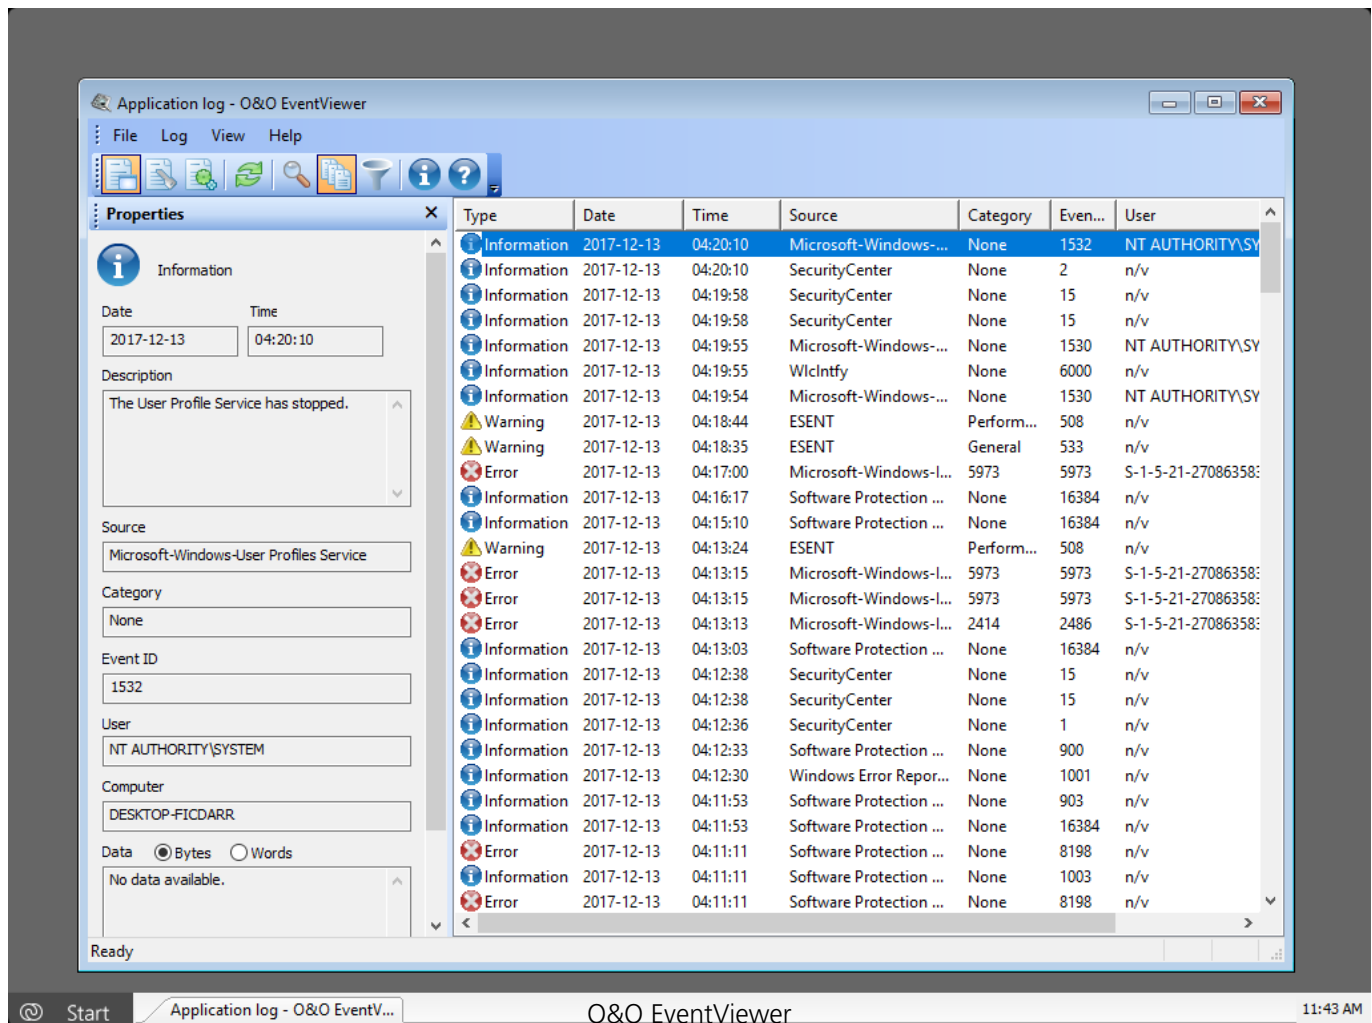 Application log - O&O EventViewer
File Log View Help
Properties
Information
Date Time
2017-12-13 04:20:10
Description
The User Profile Service has stopped.
Source
Microsoft-Windows-User Profiles Service
Category
None
Event ID
1532
User
NT AUTHORITY\SYSTEM
Computer
DESKTOP-FICDARR
Data Bytes Words
No data available.
Type Date Time Source Category Even... User
Information 2017-12-13 04:20:10 Microsoft-Windows-... None 1532 NT AUTHORITY\SY
Information 2017-12-13 04:20:10 SecurityCenter None 2 n/v
Information 2017-12-13 04:19:58 SecurityCenter None 15 n/v
Information 2017-12-13 04:19:58 SecurityCenter None 15 n/v
Information 2017-12-13 04:19:55 Microsoft-Windows-... None 1530 NT AUTHORITY\SY
Information 2017-12-13 04:19:55 Wlclntfy None 6000 n/v
Information 2017-12-13 04:19:54 Microsoft-Windows-... None 1530 NT AUTHORITY\SY
Warning 2017-12-13 04:18:44 ESENT Perform... 508 n/v
Warning 2017-12-13 04:18:35 ESENT General 533 n/v
Error 2017-12-13 04:17:00 Microsoft-Windows-I... 5973 5973 S-1-5-21-270863583
Information 2017-12-13 04:16:17 Software Protection ... None 16384 n/v
Information 2017-12-13 04:15:10 Software Protection ... None 16384 n/v
Warning 2017-12-13 04:13:24 ESENT Perform... 508 n/v
Error 2017-12-13 04:13:15 Microsoft-Windows-I... 5973 5973 S-1-5-21-270863583
Error 2017-12-13 04:13:15 Microsoft-Windows-I... 5973 5973 S-1-5-21-270863583
Error 2017-12-13 04:13:13 Microsoft-Windows-I... 2414 2486 S-1-5-21-270863583
Information 2017-12-13 04:13:03 Software Protection ... None 16384 n/v
Information 2017-12-13 04:12:38 SecurityCenter None 15 n/v
Information 2017-12-13 04:12:38 SecurityCenter None 15 n/v
Information 2017-12-13 04:12:36 SecurityCenter None 1 n/v
Information 2017-12-13 04:12:33 Software Protection ... None 900 n/v
Information 2017-12-13 04:12:30 Windows Error Repor... None 1001 n/v
Information 2017-12-13 04:11:53 Software Protection ... None 903 n/v
Information 2017-12-13 04:11:53 Software Protection ... None 16384 n/v
Error 2017-12-13 04:11:11 Software Protection ... None 8198 n/v
Information 2017-12-13 04:11:11 Software Protection ... None 1003 n/v
Error 2017-12-13 04:11:11 Software Protection ... None 8198 n/v
Ready
Start Application log - O&O EventV... O&O EventViewer 11:43 AM